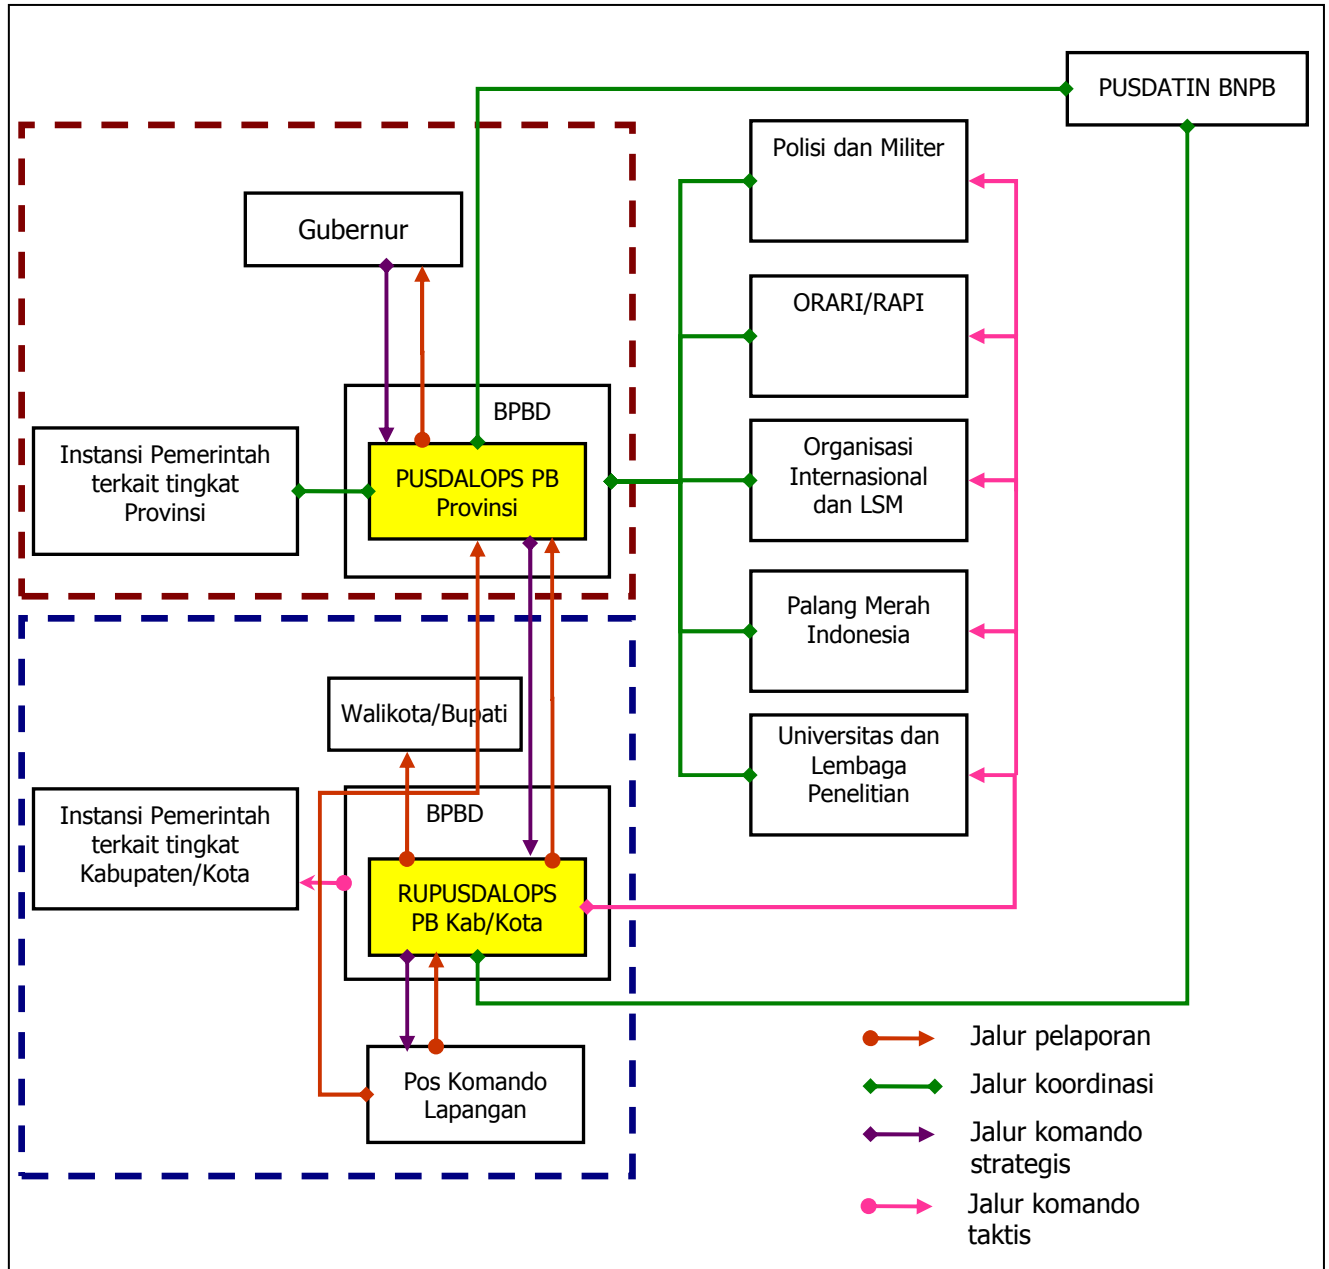 PUSDATIN BNPB
Polisi dan Militer
Gubernur
ORARI/RAPI
BPBD
Instansi Pemerintah
terkait tingkat
Provinsi
PUSDALOPS PB
Provinsi
Organisasi
Internasional
dan LSM
Palang Merah
Indonesia
Walikota/Bupati
Universitas dan
Lembaga
Penelitian
Instansi Pemerintah
terkait tingkat
Kabupaten/Kota
BPBD
RUPUSDALOPS
PB Kab/Kota
Pos Komando
Lapangan
Jalur pelaporan
Jalur koordinasi
Jalur komando
strategis
Jalur komando
taktis